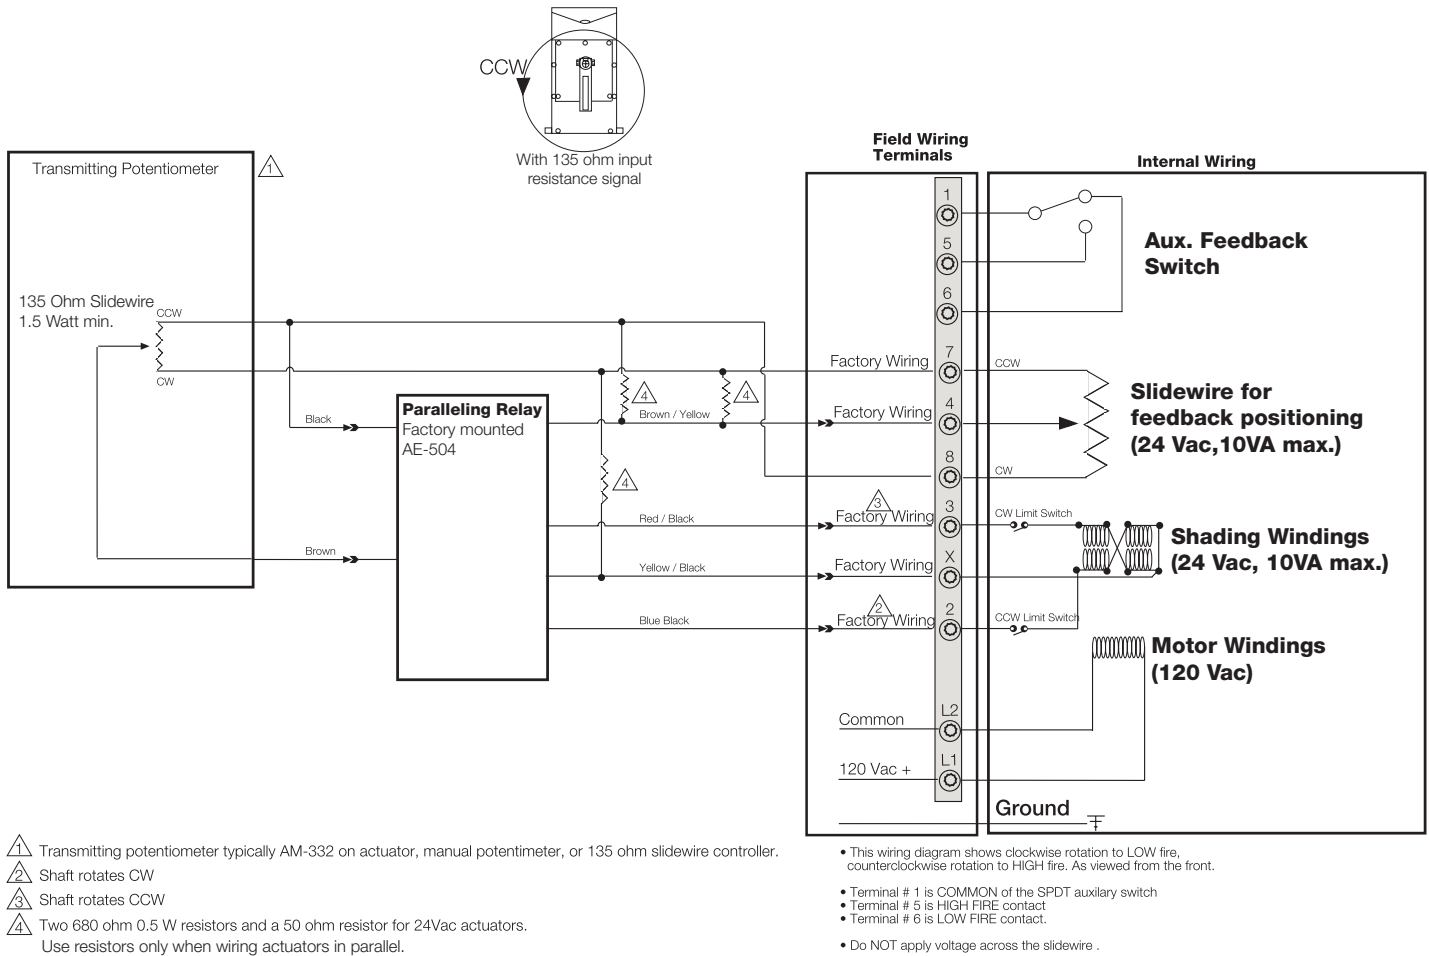 CCW
With 135 ohm input
resistance signal
Transmitting Potentiometer
1
135 Ohm Slidewire
1.5 Watt min.
CCW
CW
Black
Brown
Paralleling Relay
Factory mounted
AE-504
4
4
4
Brown / Yellow
Red / Black
Yellow / Black
Blue Black
Field Wiring
Terminals
Factory Wiring
Factory Wiring
3
Factory Wiring
Factory Wiring
2
Factory Wiring
Common
120 Vac +
1
5
6
7
4
8
3
X
2
L2
L1
Internal Wiring
Aux. Feedback
Switch
CCW
Slidewire for
feedback positioning
(24 Vac,10VA max.)
CW
CW Limit Switch
Shading Windings
(24 Vac, 10VA max.)
CCW Limit Switch
Motor Windings
(120 Vac)
Ground
1 Transmitting potentiometer typically AM-332 on actuator, manual potentimeter, or 135 ohm slidewire controller.
2 Shaft rotates CW
3 Shaft rotates CCW
4 Two 680 ohm 0.5 W resistors and a 50 ohm resistor for 24Vac actuators.
Use resistors only when wiring actuators in parallel.
• This wiring diagram shows clockwise rotation to LOW fire,
counterclockwise rotation to HIGH fire. As viewed from the front.
• Terminal # 1 is COMMON of the SPDT auxilary switch
• Terminal # 5 is HIGH FIRE contact
• Terminal # 6 is LOW FIRE contact.
• Do NOT apply voltage across the slidewire .